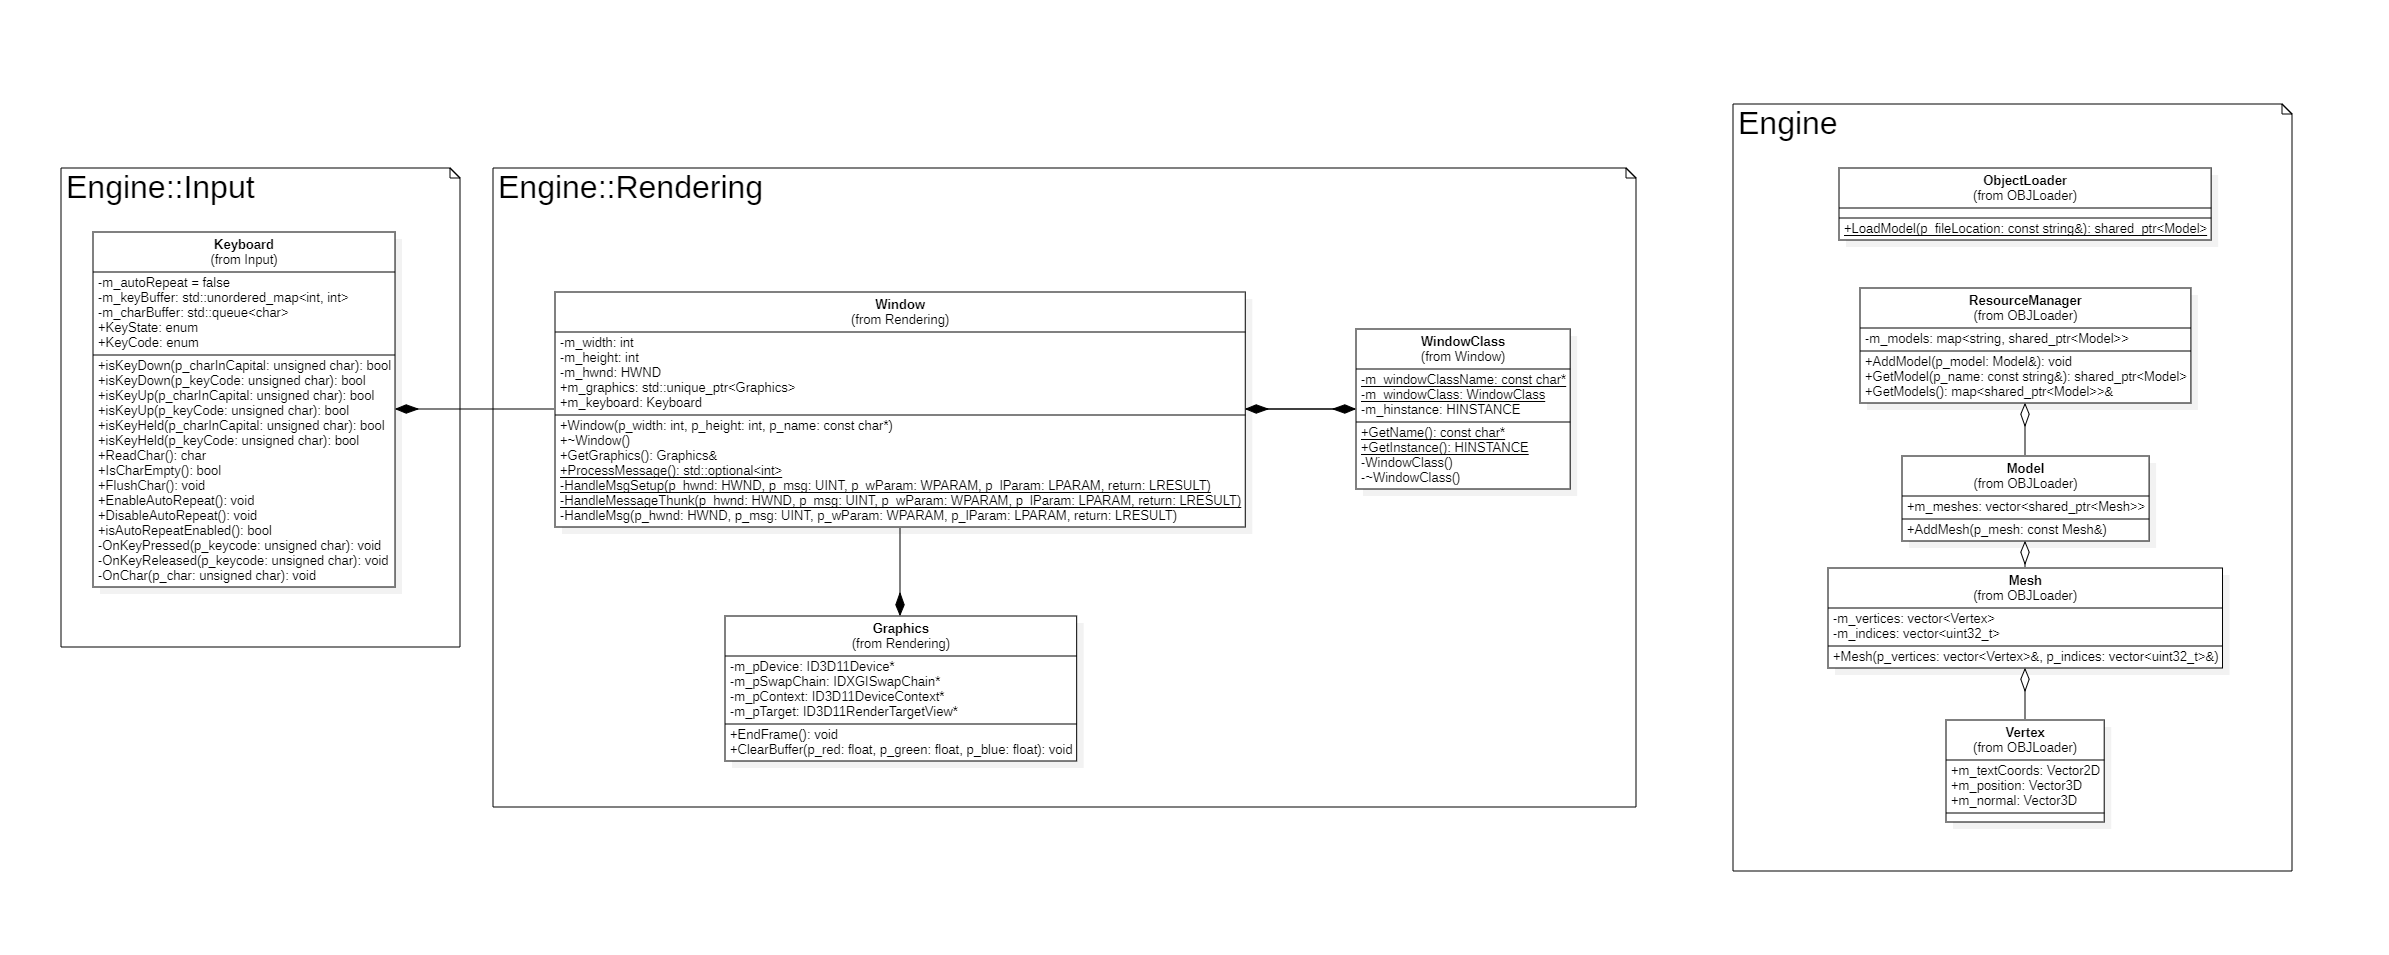 Engine::Input
Keyboard
(from Input)
-m_autoRepeat = false
-m_keyBuffer: std::unordered_map<int, int>
-m_charBuffer: std::queue<char>
+KeyState: enum
+KeyCode: enum
+isKeyDown(p_charInCapital: unsigned char): bool
+isKeyDown(p_keyCode: unsigned char): bool
+isKeyUp(p_charInCapital: unsigned char): bool
+isKeyUp(p_keyCode: unsigned char): bool
+isKeyHeld(p_charInCapital: unsigned char): bool
+isKeyHeld(p_keyCode: unsigned char): bool
+ReadChar(): char
+IsCharEmpty(): bool
+FlushChar(): void
+EnableAutoRepeat(): void
+DisableAutoRepeat(): void
+isAutoRepeatEnabled(): bool
-OnKeyPressed(p_keycode: unsigned char): void
-OnKeyReleased(p_keycode: unsigned char): void
-OnChar(p_char: unsigned char): void
Engine::Rendering
Window
(from Rendering)
-m_width: int
-m_height: int
-m_hwnd: HWND
+m_graphics: std::unique_ptr<Graphics>
+m_keyboard: Keyboard
+Window(p_width: int, p_height: int, p_name: const char*)
+~Window()
+GetGraphics(): Graphics&
+ProcessMessage(): std::optional<int>
-HandleMsgSetup(p_hwnd: HWND, p_msg: UINT, p_wParam: WPARAM, p_lParam: LPARAM, return: LRESULT)
-HandleMessageThunk(p_hwnd: HWND, p_msg: UINT, p_wParam: WPARAM, p_lParam: LPARAM, return: LRESULT)
-HandleMsg(p_hwnd: HWND, p_msg: UINT, p_wParam: WPARAM, p_lParam: LPARAM, return: LRESULT)
WindowClass
(from Window)
-m_windowClassName: const char*
-m_windowClass: WindowClass
-m_hinstance: HINSTANCE
+GetName(): const char*
+GetInstance(): HINSTANCE
-WindowClass()
-~WindowClass()
Graphics
(from Rendering)
-m_pDevice: ID3D11Device*
-m_pSwapChain: IDXGISwapChain*
-m_pContext: ID3D11DeviceContext*
-m_pTarget: ID3D11RenderTargetView*
+EndFrame(): void
+ClearBuffer(p_red: float, p_green: float, p_blue: float): void
Engine
ObjectLoader
(from OBJLoader)
+LoadModel(p_fileLocation: const string&): shared_ptr<Model>
ResourceManager
(from OBJLoader)
-m_models: map<string, shared_ptr<Model>>
+AddModel(p_model: Model&): void
+GetModel(p_name: const string&): shared_ptr<Model>
+GetModels(): map<shared_ptr<Model>>&
Model
(from OBJLoader)
+m_meshes: vector<shared_ptr<Mesh>>
+AddMesh(p_mesh: const Mesh&)
Mesh
(from OBJLoader)
-m_vertices: vector<Vertex>
-m_indices: vector<uint32_t>
+Mesh(p_vertices: vector<Vertex>&, p_indices: vector<uint32_t>&)
Vertex
(from OBJLoader)
+m_textCoords: Vector2D
+m_position: Vector3D
+m_normal: Vector3D